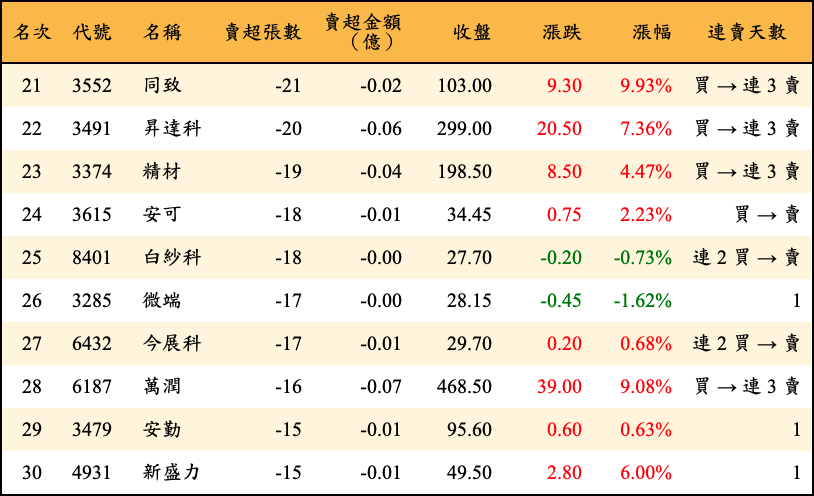 名次 代號 名稱 賣超張數 賣超金額（億） 收盤 漲跌 漲幅 連賣天數
21 3552 同致 -21 -0.02 103.00 9.30 9.93% 買 → 連 3 賣
22 3491 昇達科 -20 -0.06 299.00 20.50 7.36% 買 → 連 3 賣
23 3374 精材 -19 -0.04 198.50 8.50 4.47% 買 → 連 3 賣
24 3615 安可 -18 -0.01 34.45 0.75 2.23% 買 → 賣
25 8401 白紗科 -18 -0.00 27.70 -0.20 -0.73% 連 2 買 → 賣
26 3285 微端 -17 -0.00 28.15 -0.45 -1.62% 1
27 6432 今展科 -17 -0.01 29.70 0.20 0.68% 連 2 買 → 賣
28 6187 萬潤 -16 -0.07 468.50 39.00 9.08% 買 → 連 3 賣
29 3479 安勤 -15 -0.01 95.60 0.60 0.63% 1
30 4931 新盛力 -15 -0.01 49.50 2.80 6.00% 1